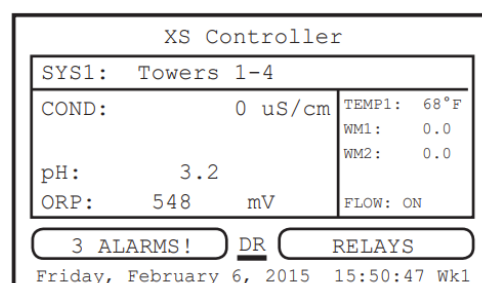 XS Controller
SYS1: Towers 1-4
COND: 0 uS/cm TEMP1: 68°F
WM1: 0.0
WM2: 0.0
pH: 3.2
ORP: 548 mV FLOW: ON
3 ALARMS! DR RELAYS
Friday, February 6, 2015 15:50:47 Wk1